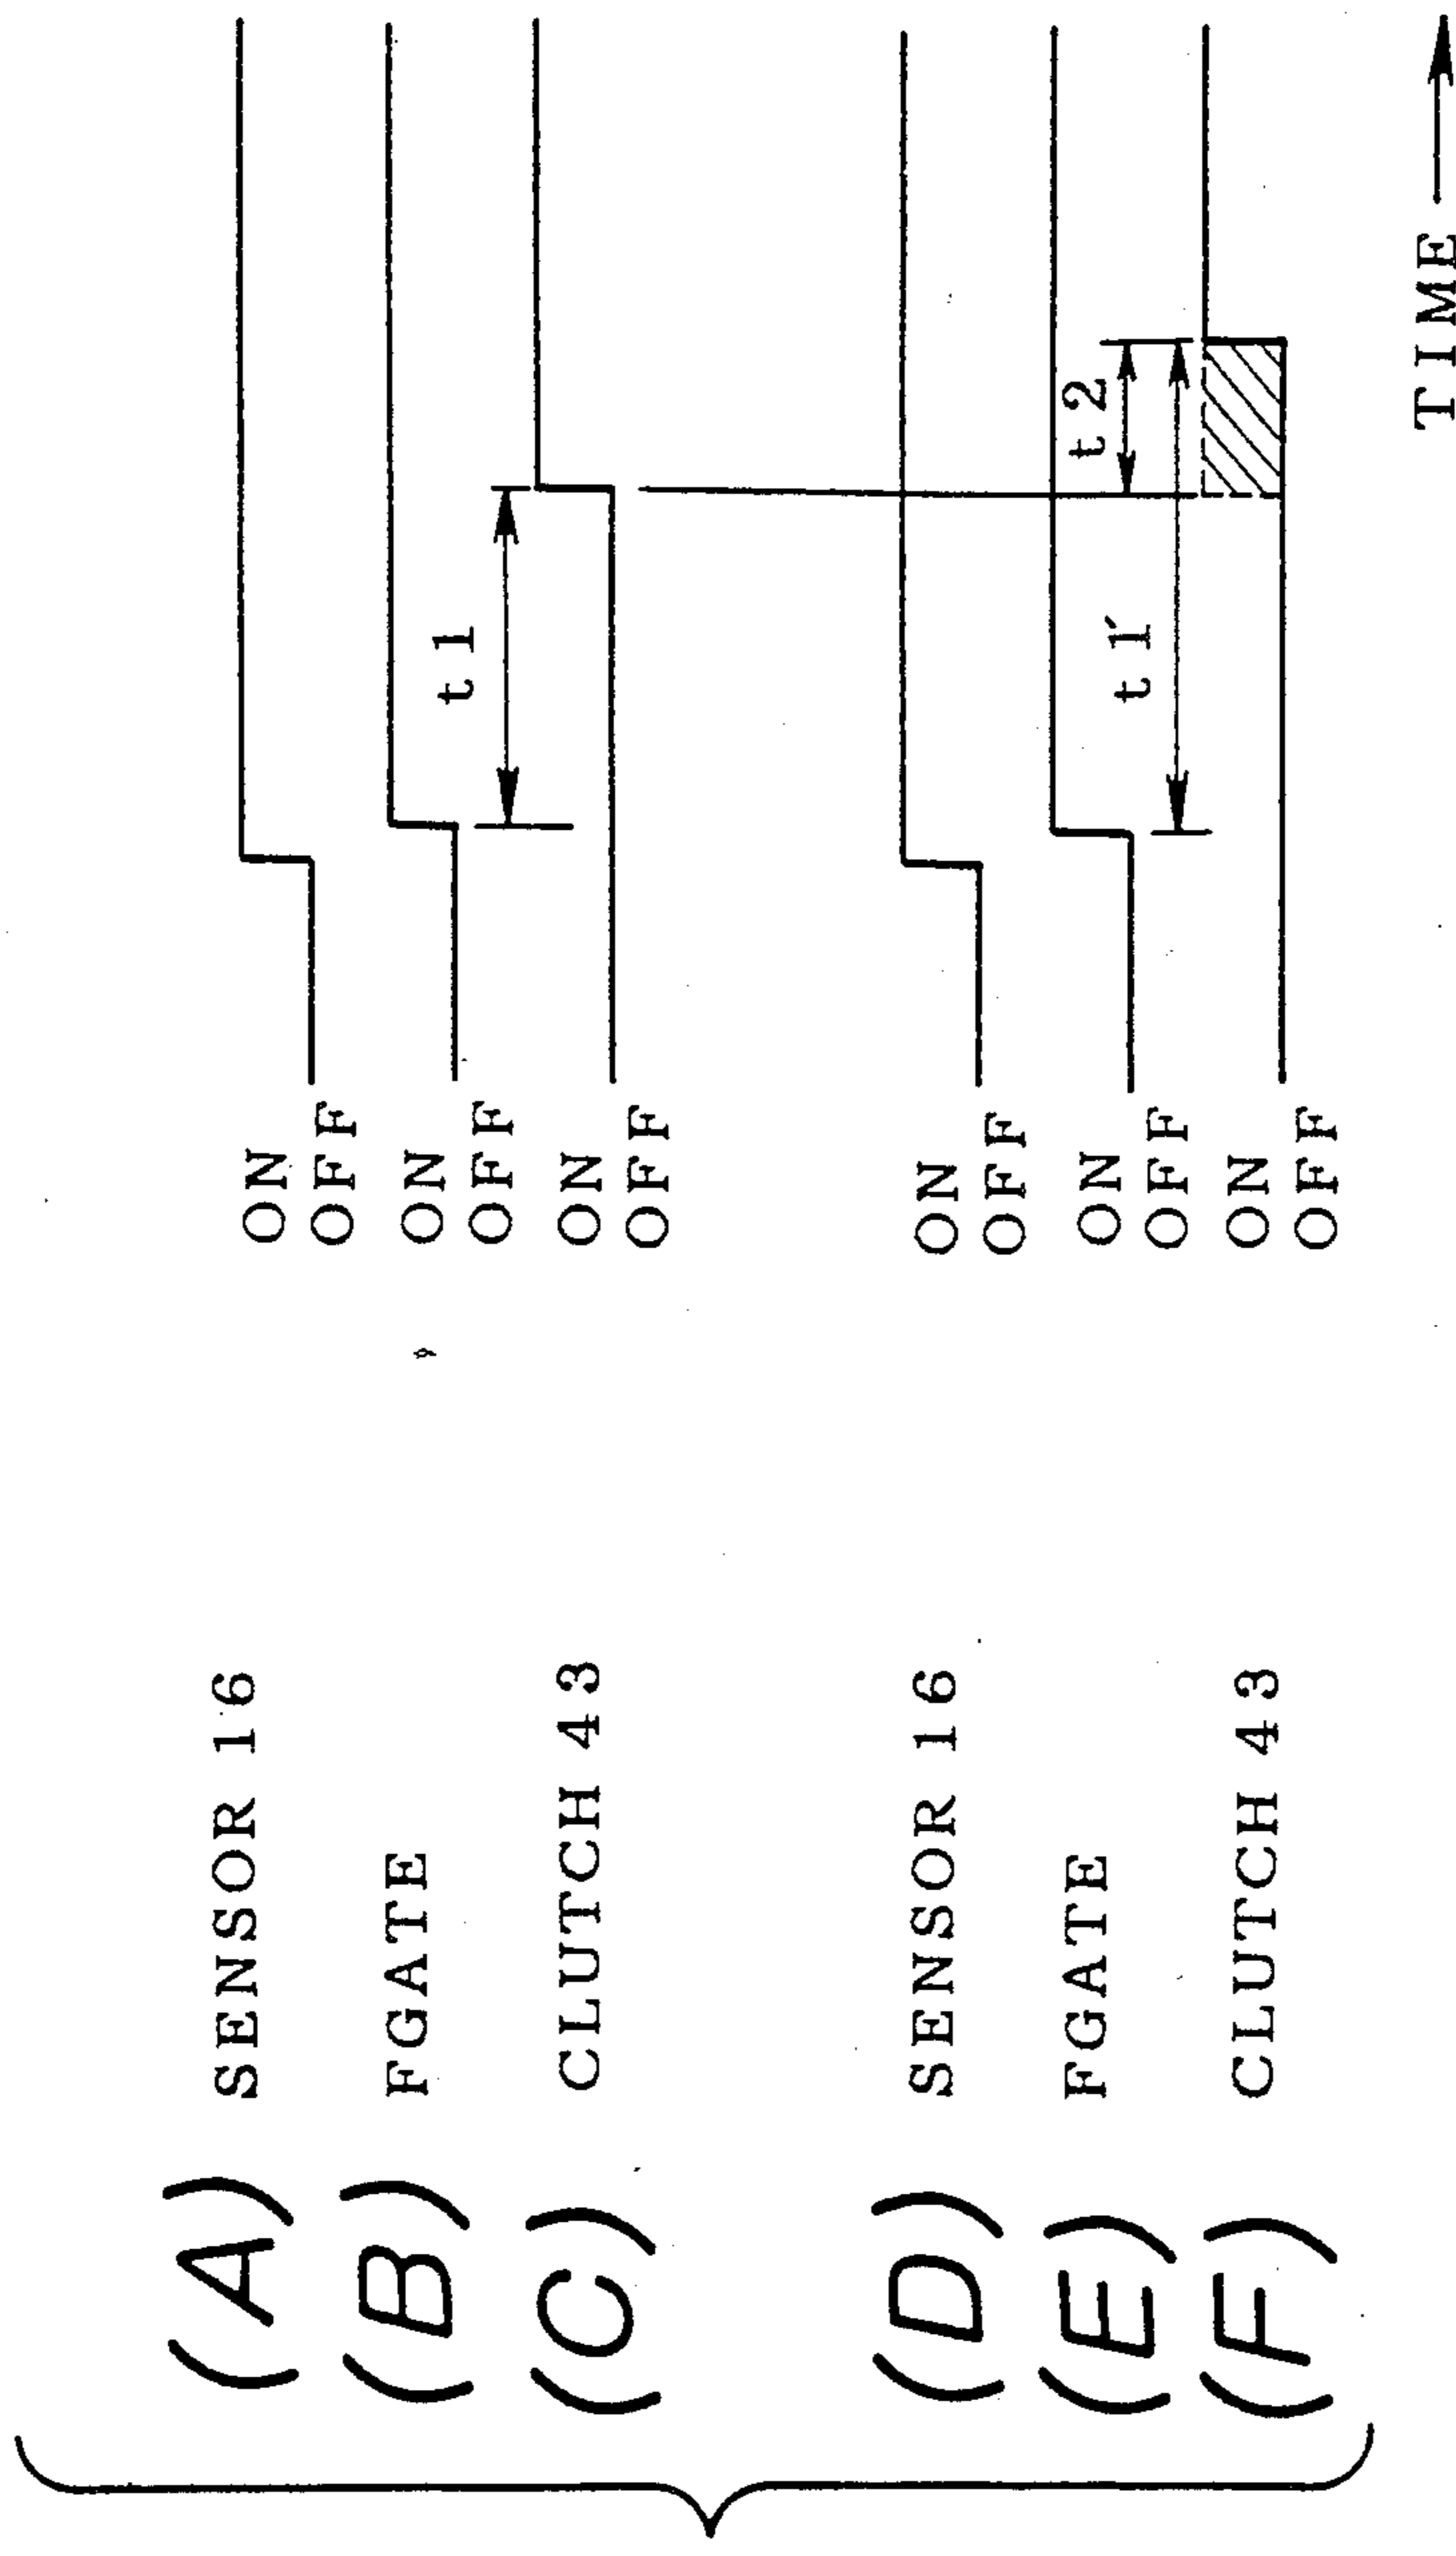 (A) SENSOR 16 ON
OFF
(B) FGATE ON
OFF
t1
(C) CLUTCH 43 ON
OFF
(D) SENSOR 16 ON
OFF
(E) FGATE ON
OFF
t2
t1'
(F) CLUTCH 43 ON
OFF
TIME